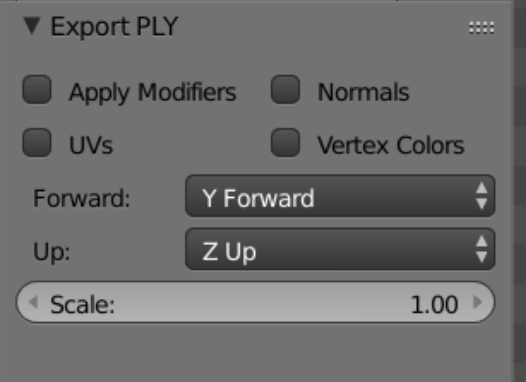 Export PLY
Apply Modifiers Normals
UVs Vertex Colors
Forward: Y Forward
Up: Z Up
Scale: 1.00